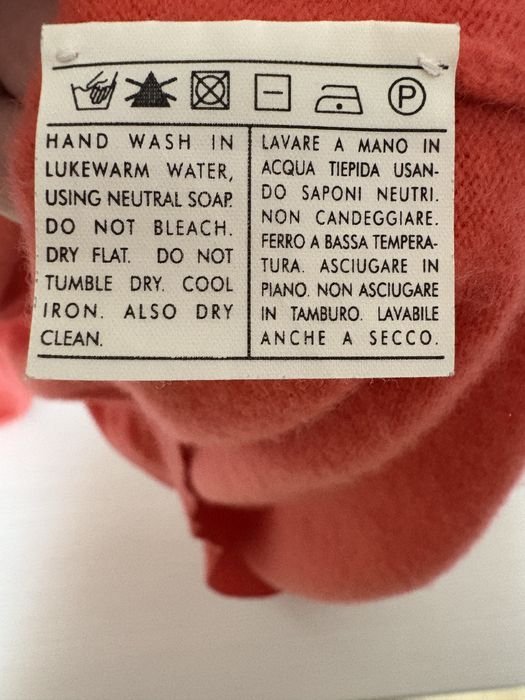 P
HAND WASH IN
LUKEWARM WATER,
USING NEUTRAL SOAP.
DO NOT BLEACH.
DRY FLAT. DO NOT
TUMBLE DRY. COOL
IRON. ALSO DRY
CLEAN.
LAVARE A MANO IN
ACQUA TIEPIDA USAN-
DO SAPONI NEUTRI.
NON CANDEGGIARE.
FERRO A BASSA TEMPERA-
TURA. ASCIUGARE IN
PIANO. NON ASCIUGARE
IN TAMBURO. LAVABILE
ANCHE A SECCO.